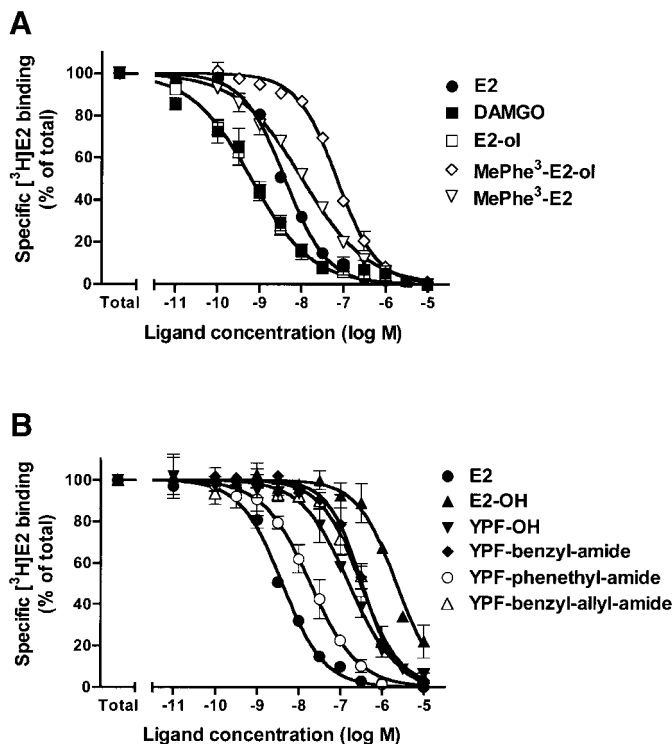 A
Specific [³H]E2 binding
(% of total)
100
80
60
40
20
0
Total
-11
-10
-9
-8
-7
-6
-5
Ligand concentration (log M)
E2
DAMGO
E2-ol
MePhe³-E2-ol
MePhe³-E2
B
Specific [³H]E2 binding
(% of total)
100
80
60
40
20
0
Total
-11
-10
-9
-8
-7
-6
-5
Ligand concentration (log M)
E2
E2-OH
YPF-OH
YPF-benzyl-amide
YPF-phenethyl-amide
YPF-benzyl-allyl-amide